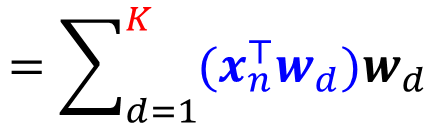 = ∑_{d=1}^{K} (x_n^⊤ w_d) w_d